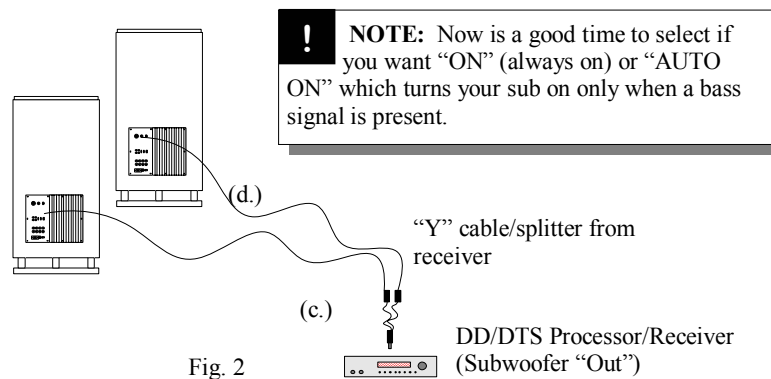 ! NOTE: Now is a good time to select if
you want “ON” (always on) or “AUTO
ON” which turns your sub on only when a bass
signal is present.
(d.)
“Y” cable/splitter from
receiver
(c.)
DD/DTS Processor/Receiver
(Subwoofer “Out”)
Fig. 2